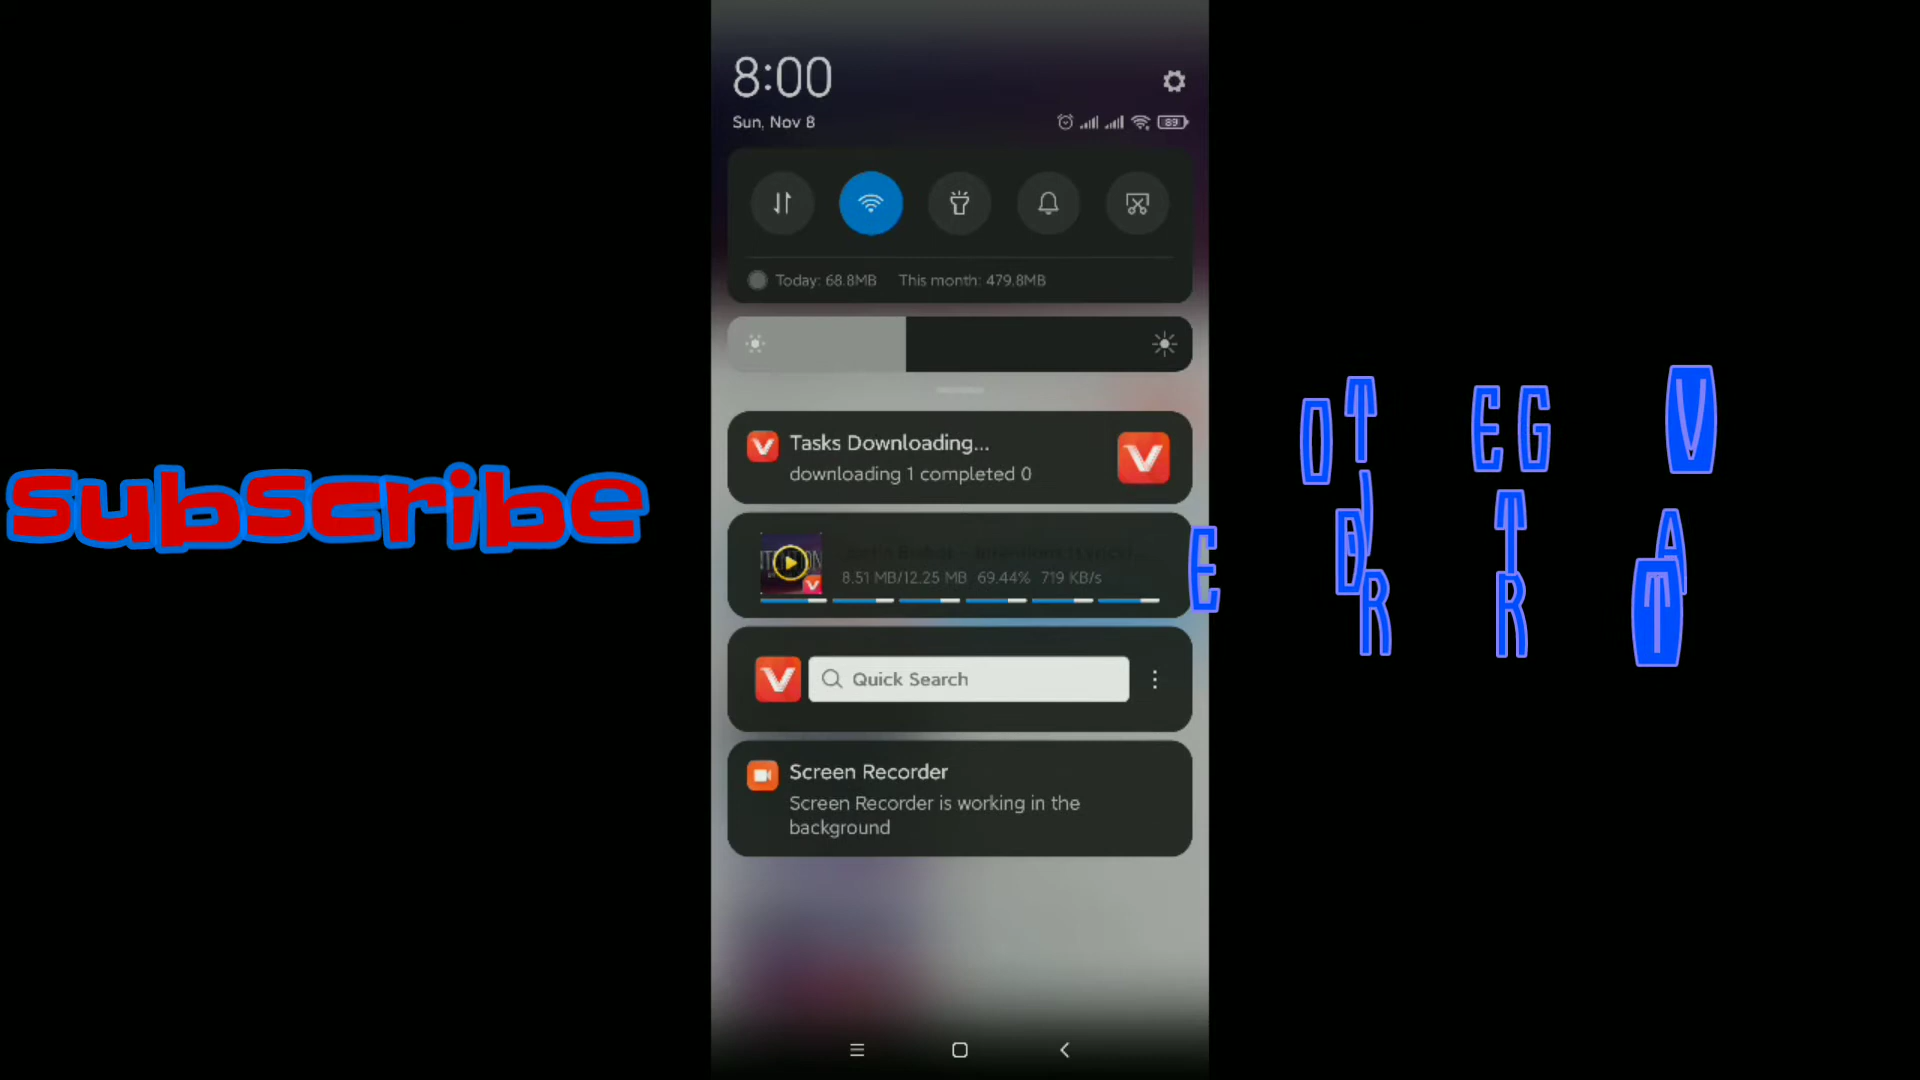 8:00
Sun, Nov 8
89
Today: 68.8MB This month: 479.8MB
Tasks Downloading...
downloading 1 completed 0
8.51 MB/12.25 MB 69.44% 719 KB/s
Quick Search
Screen Recorder
Screen Recorder is working in the
background
Subscribe
O T E G V
E D T A
R R T